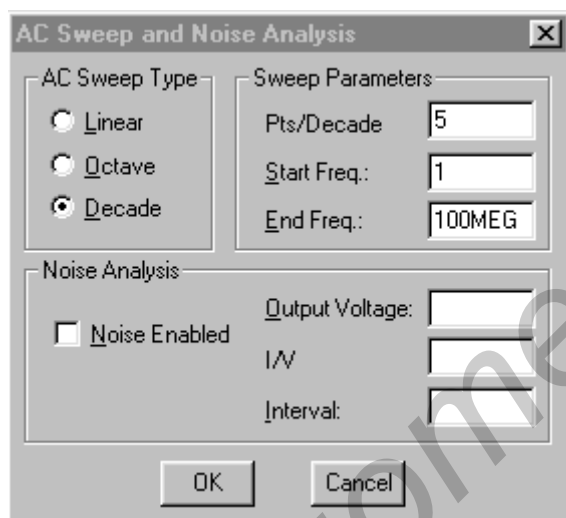 AC Sweep and Noise Analysis
AC Sweep Type
Linear
Octave
Decade
Sweep Parameters
Pts/Decade 5
Start Freq.: 1
End Freq.: 100MEG
Noise Analysis
Noise Enabled
Output Voltage:
I/V
Interval:
OK Cancel